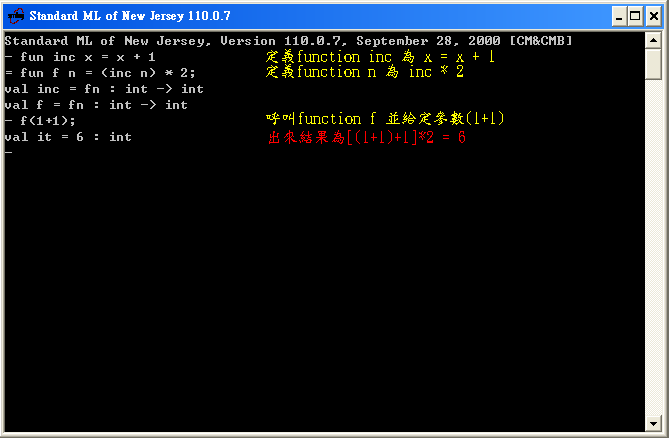 Standard ML of New Jersey 110.0.7
Standard ML of New Jersey, Version 110.0.7, September 28, 2000 [CM&CMB]
- fun inc x = x + 1 定義function inc 為 x = x + 1
= fun f n = (inc n) * 2; 定義function n 為 inc * 2
val inc = fn : int -> int
val f = fn : int -> int
- f(1+1); 呼叫function f 並給定參數(1+1)
val it = 6 : int 出來結果為[(1+1)+1]*2 = 6
-